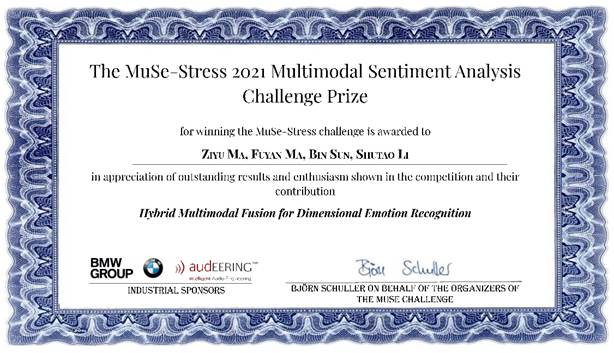 The MuSe-Stress 2021 Multimodal Sentiment Analysis
Challenge Prize
for winning the MuSe-Stress challenge is awarded to
Ziyu Ma, Fuyan Ma, Bin Sun, Shutao Li
in appreciation of outstanding results and enthusiasm shown in the competition and their
contribution
Hybrid Multimodal Fusion for Dimensional Emotion Recognition
BMW
GROUP
audEERING™
intelligent Audio Engineering
INDUSTRIAL SPONSORS
Björn Schuller
BJÖRN SCHULLER ON BEHALF OF THE ORGANIZERS OF
THE MUSE CHALLENGE